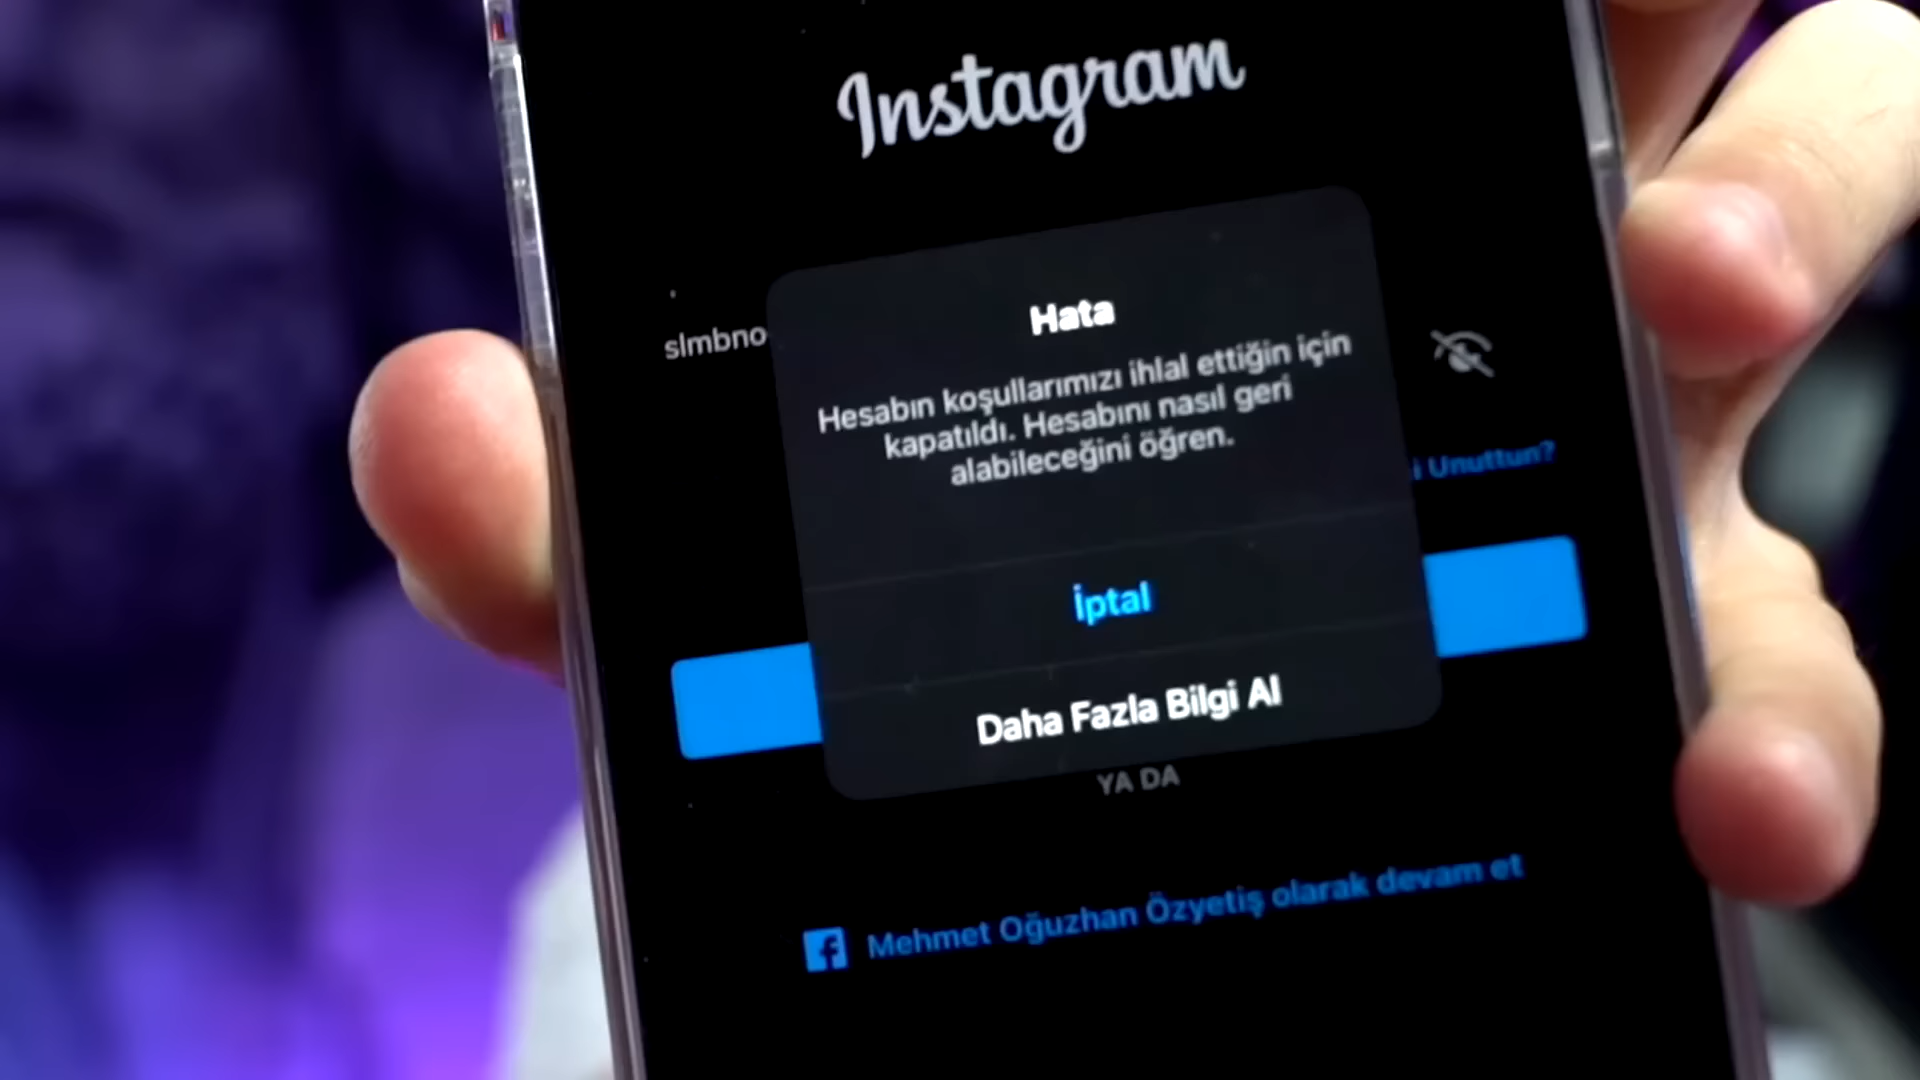 Instagram
slmbno
Hata
Hesabın koşullarımızı ihlal ettiğin için
kapatıldı. Hesabını nasıl geri
alabileceğini öğren.
i Unuttun?
İptal
Daha Fazla Bilgi Al
YA DA
Mehmet Oğuzhan Özyetiş olarak devam et